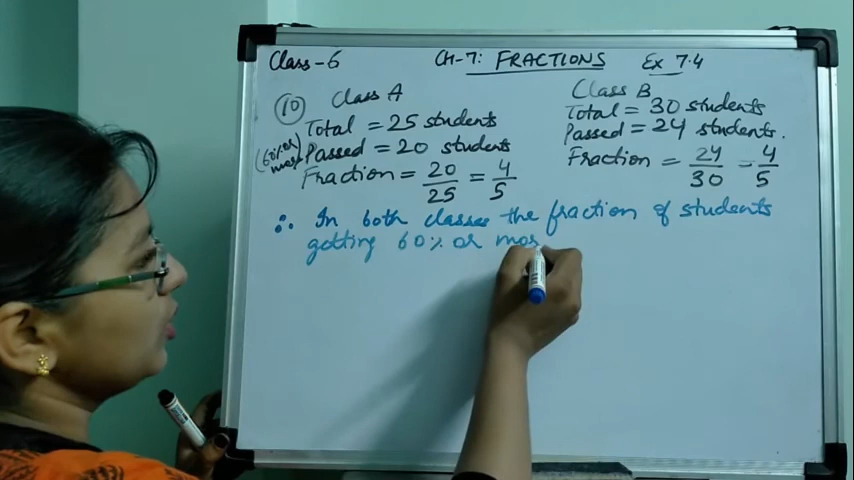 Class-6 Ch-7: FRACTIONS Ex 7.4
(10) Class A
Total = 25 students
(60% or more) Passed = 20 students
Fraction = 20/25 = 4/5
Class B
Total = 30 students
Passed = 24 students.
Fraction = 24/30 = 4/5
∴ In both classes the fraction of students
getting 60% or mor